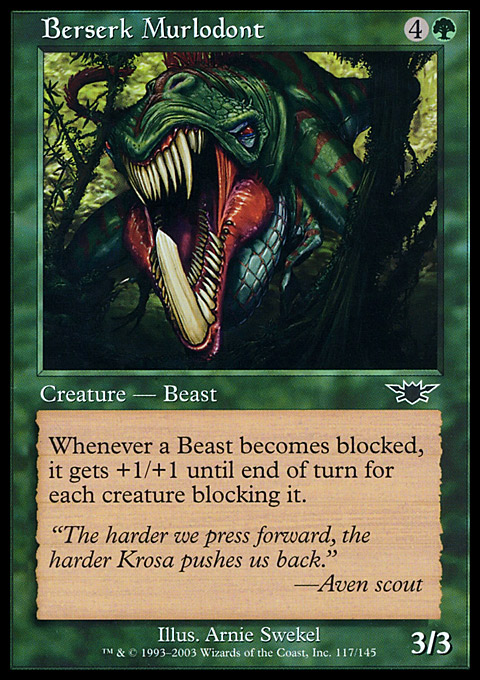 Berserk Murlodont 4
Creature — Beast
Whenever a Beast becomes blocked,
it gets +1/+1 until end of turn for
each creature blocking it.
“The harder we press forward, the
harder Krosa pushes us back.”
—Aven scout
Illus. Arnie Swekel
™ & © 1993–2003 Wizards of the Coast, Inc. 117/145
3/3